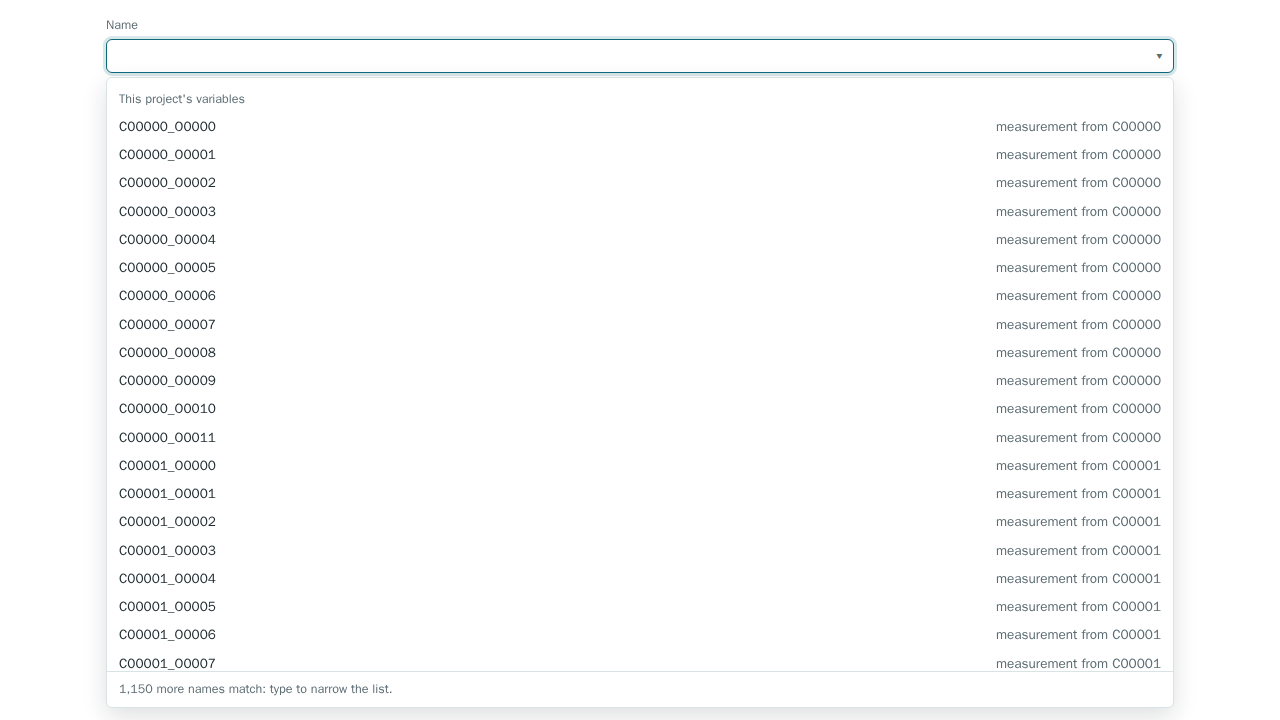 Name
This project's variables
C00000_00000 measurement from C00000
C00000_00001 measurement from C00000
C00000_00002 measurement from C00000
C00000_00003 measurement from C00000
C00000_00004 measurement from C00000
C00000_00005 measurement from C00000
C00000_00006 measurement from C00000
C00000_00007 measurement from C00000
C00000_00008 measurement from C00000
C00000_00009 measurement from C00000
C00000_00010 measurement from C00000
C00000_00011 measurement from C00000
C00001_00000 measurement from C00001
C00001_00001 measurement from C00001
C00001_00002 measurement from C00001
C00001_00003 measurement from C00001
C00001_00004 measurement from C00001
C00001_00005 measurement from C00001
C00001_00006 measurement from C00001
C00001_00007 measurement from C00001
1,150 more names match: type to narrow the list.